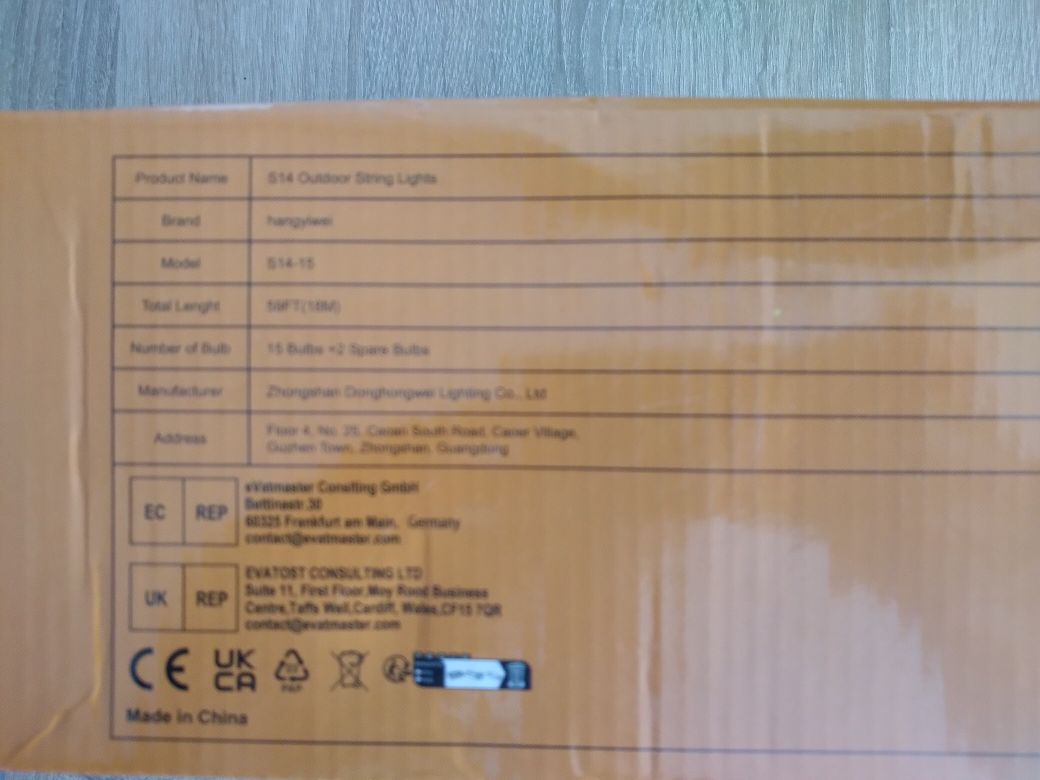 Product Name S14 Outdoor String Lights
Brand hangyiwei
Model S14-15
Total Lenght 59FT(18M)
Number of Bulb 15 Bulbs +2 Spare Bulbs
Manufacturer Zhongshan Donghongwei Lighting Co., Ltd
Address Floor 4, No. 25, South Road, Village,
Guzhen Town, Zhongshan, Guangdong
EC REP eVatmaster Consulting GmbH
Bettinastr.30
60325 Frankfurt am Main, Germany
contact@evatmaster.com
UK REP EVATOST CONSULTING LTD
Suite 11, First Floor,Moy Road Business
Centre,Taffs Well,Cardiff, Wales,CF15 7QR
contact@evatmaster.com
CE UK CA PAP
Made in China